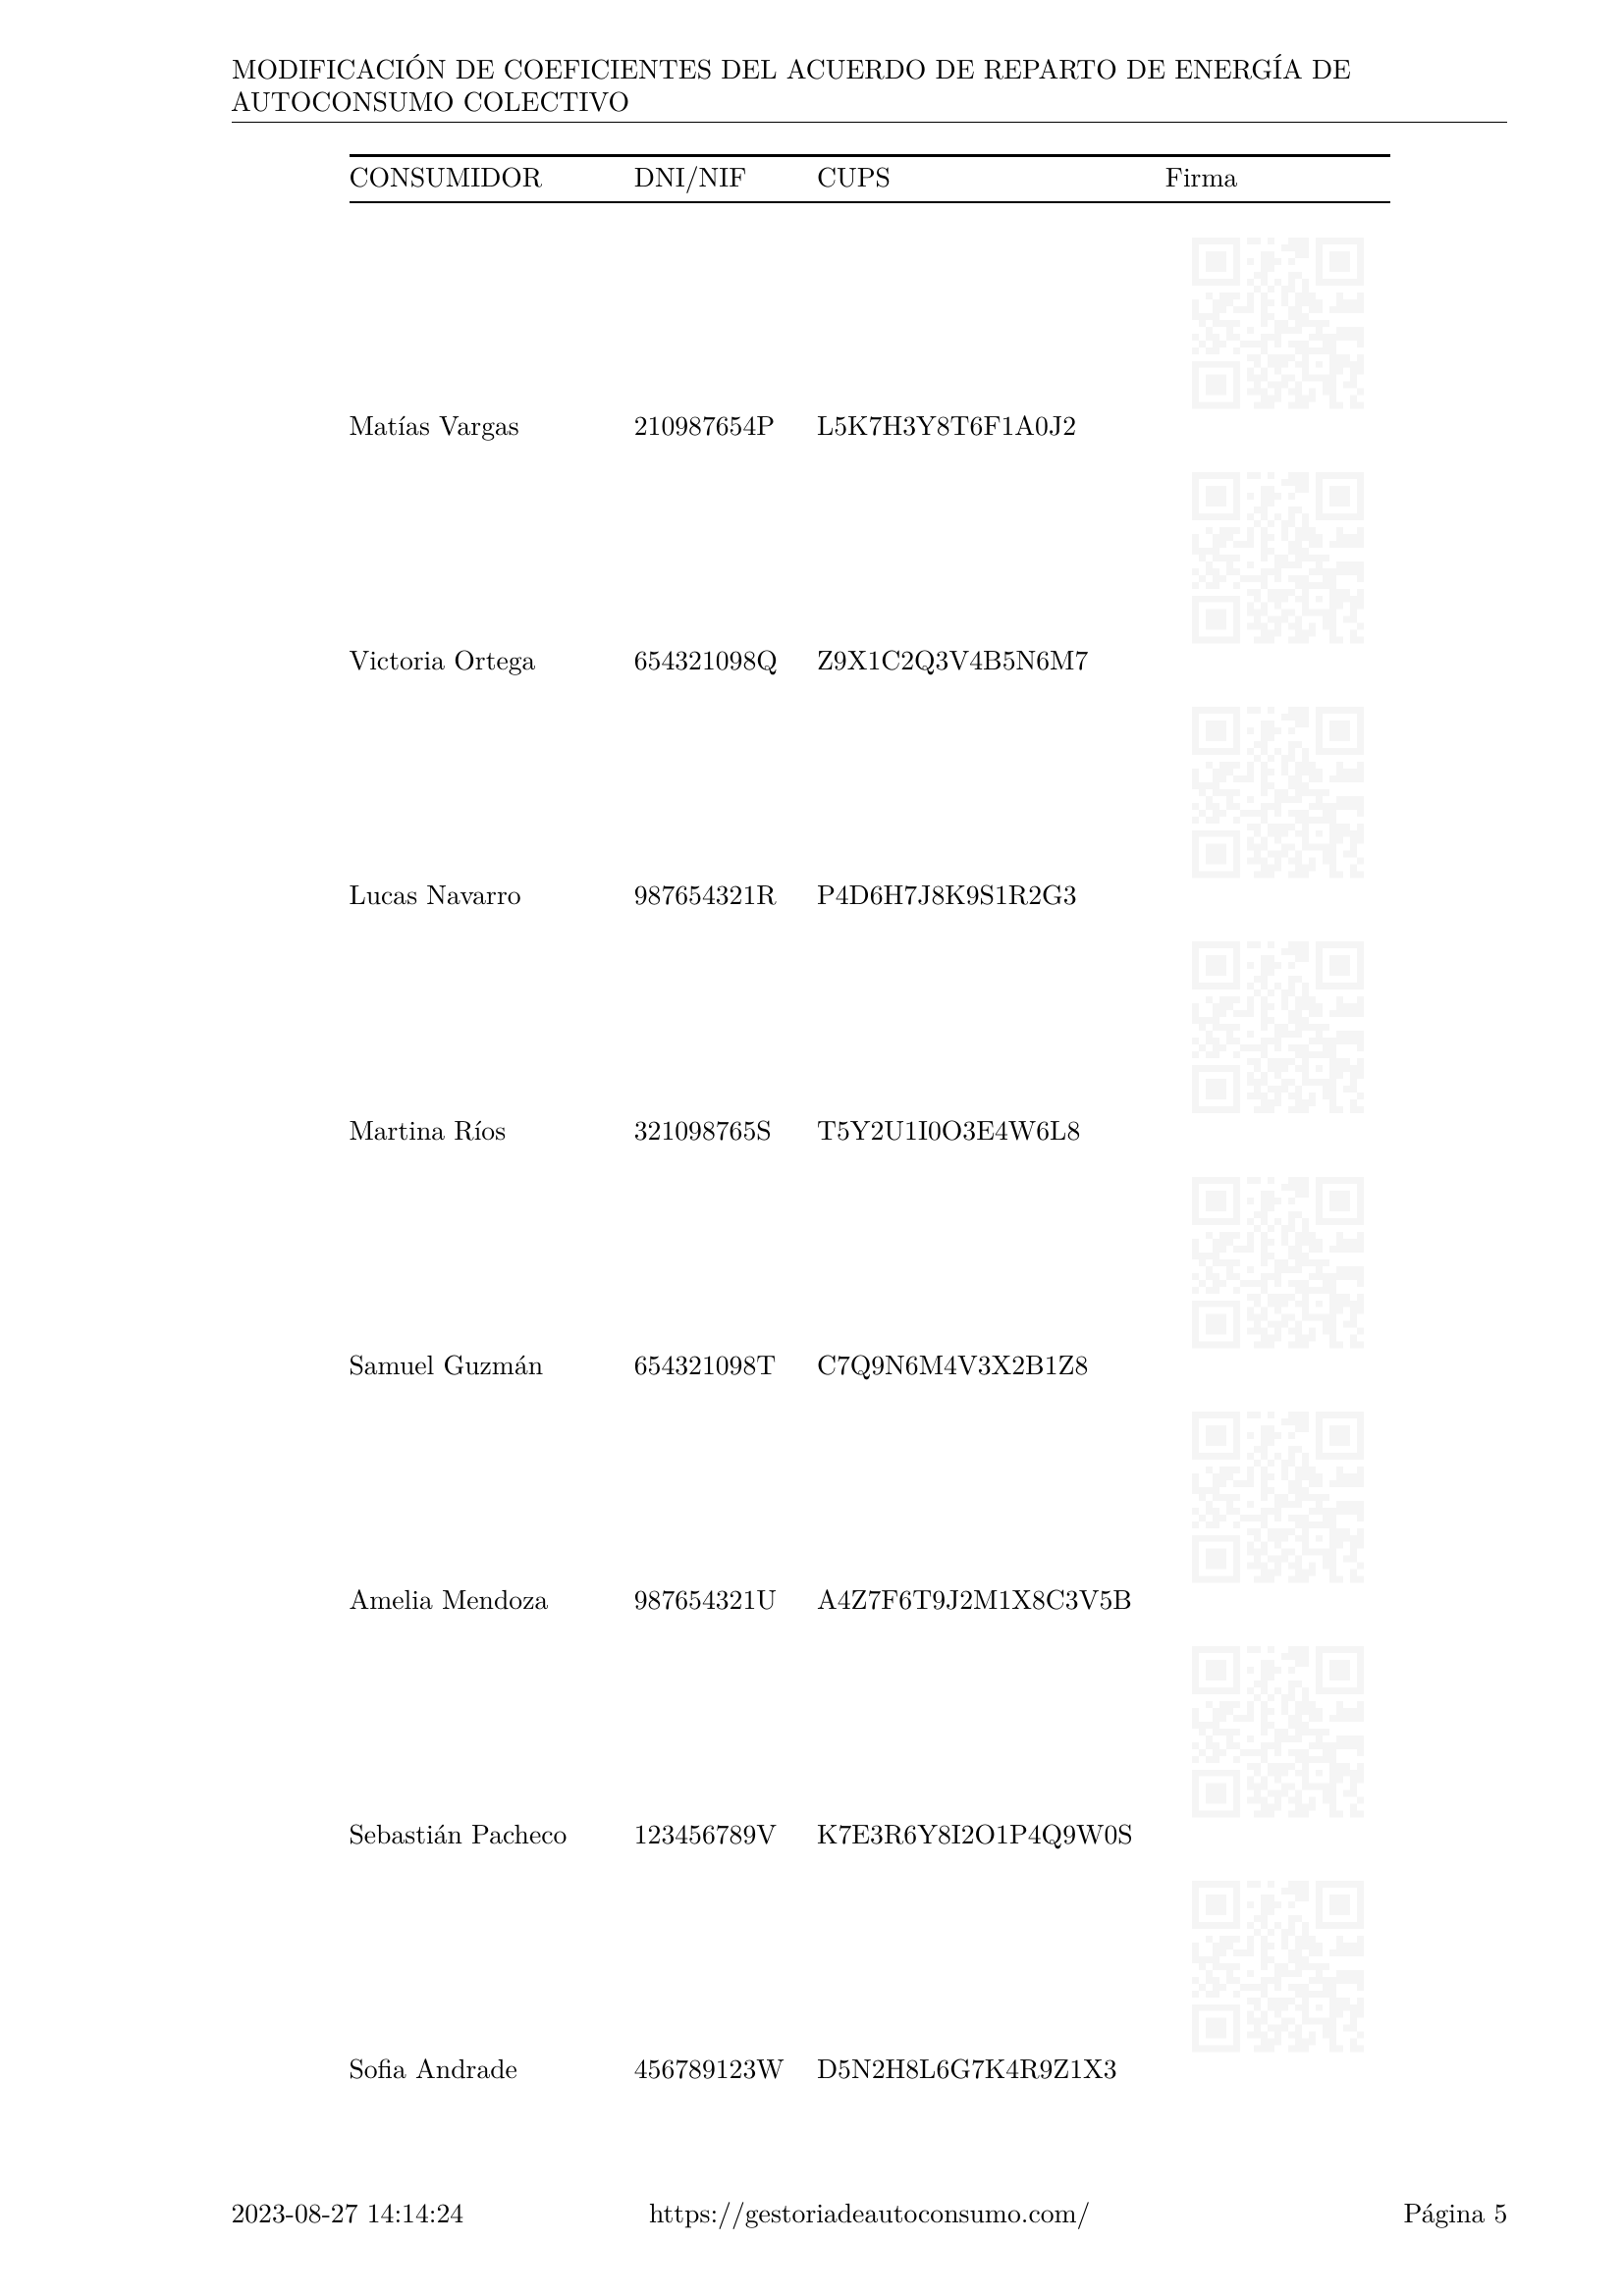 MODIFICACIÓN DE COEFICIENTES DEL ACUERDO DE REPARTO DE ENERGÍA DE
AUTOCONSUMO COLECTIVO
CONSUMIDOR DNI/NIF CUPS Firma
Matías Vargas 210987654P L5K7H3Y8T6F1A0J2
Victoria Ortega 654321098Q Z9X1C2Q3V4B5N6M7
Lucas Navarro 987654321R P4D6H7J8K9S1R2G3
Martina Ríos 321098765S T5Y2U1I0O3E4W6L8
Samuel Guzmán 654321098T C7Q9N6M4V3X2B1Z8
Amelia Mendoza 987654321U A4Z7F6T9J2M1X8C3V5B
Sebastián Pacheco 123456789V K7E3R6Y8I2O1P4Q9W0S
Sofia Andrade 456789123W D5N2H8L6G7K4R9Z1X3
2023-08-27 14:14:24 https://gestoriadeautoconsumo.com/ Página 5